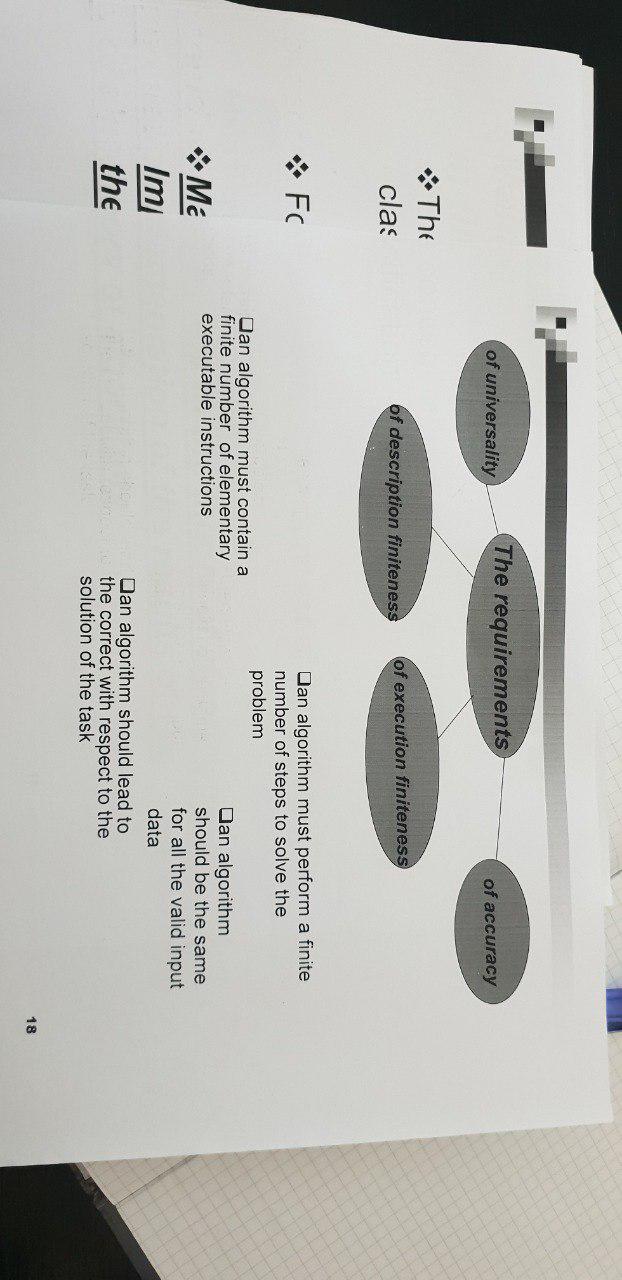 ❖ The
clas
❖ Fo
❖ Ma
Im
the
The requirements
of universality
of accuracy
of description finiteness
of execution finiteness
❑an algorithm must perform a finite
number of steps to solve the
problem
❑an algorithm must contain a
finite number of elementary
executable instructions
❑an algorithm
should be the same
for all the valid input
data
❑an algorithm should lead to
the correct with respect to the
solution of the task
18